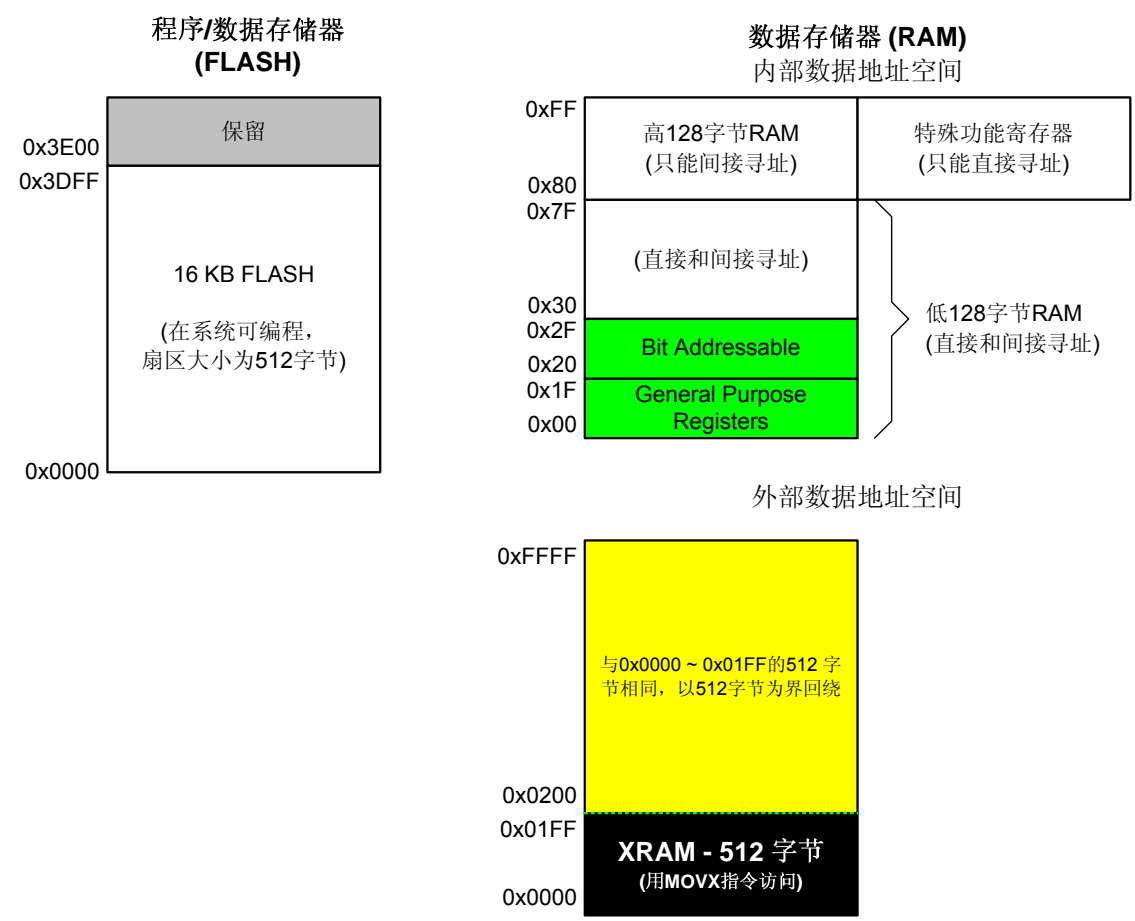 程序/数据存储器
(FLASH)
保留
0x3E00
0x3DFF
16 KB FLASH
(在系统可编程，
扇区大小为512字节)
0x0000
数据存储器 (RAM)
内部数据地址空间
0xFF
高128字节RAM
(只能间接寻址)
特殊功能寄存器
(只能直接寻址)
0x80
0x7F
(直接和间接寻址)
0x30
0x2F
Bit Addressable
0x20
0x1F
General Purpose
Registers
0x00
低128字节RAM
(直接和间接寻址)
外部数据地址空间
0xFFFF
与0x0000 ~ 0x01FF的512 字
节相同，以512字节为界回绕
0x0200
0x01FF
XRAM - 512 字节
(用MOVX指令访问)
0x0000